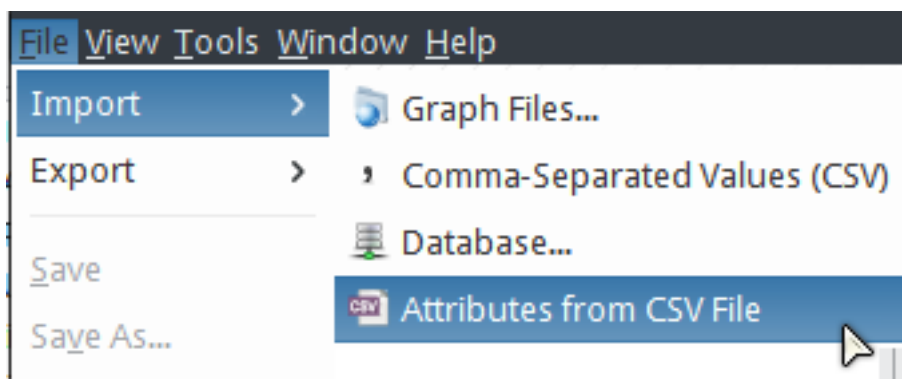 File View Tools Window Help
Import
Graph Files...
Export
Comma-Separated Values (CSV)
Database...
Save
CSV Attributes from CSV File
Save As...